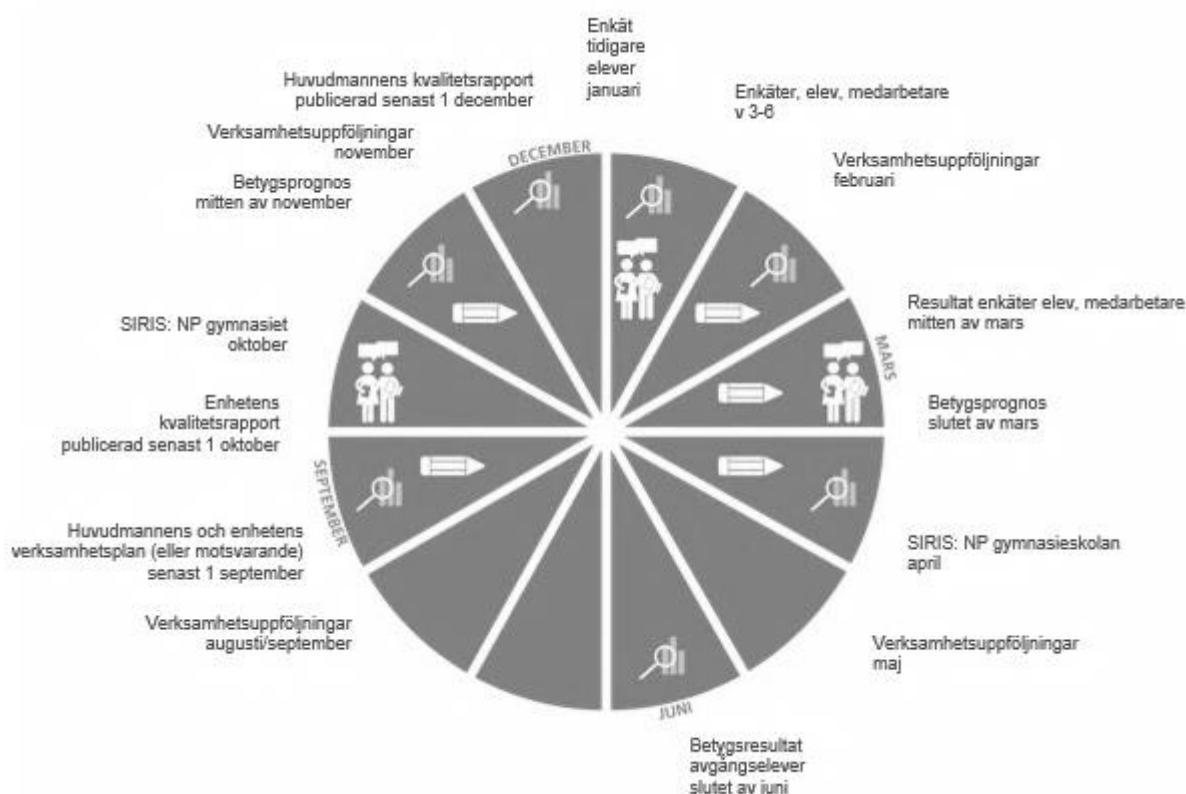 Enkät
tidigare
elever
januari
Enkäter, elev, medarbetare
v 3-6
Verksamhetsuppföljningar
februari
Resultat enkäter elev, medarbetare
mitten av mars
MARS
Betygsprognos
slutet av mars
SIRIS: NP gymnasieskolan
april
Verksamhetsuppföljningar
maj
JUNI
Betygsresultat
avgångselever
slutet av juni
Verksamhetsuppföljningar
augusti/september
Huvudmannens och enhetens
verksamhetsplan (eller motsvarande)
senast 1 september
SEPTEMBER
Enhetens
kvalitetsrapport
publicerad senast 1 oktober
SIRIS: NP gymnasiet
oktober
Betygsprognos
mitten av november
Verksamhetsuppföljningar
november
Huvudmannens kvalitetsrapport
publicerad senast 1 december
DECEMBER